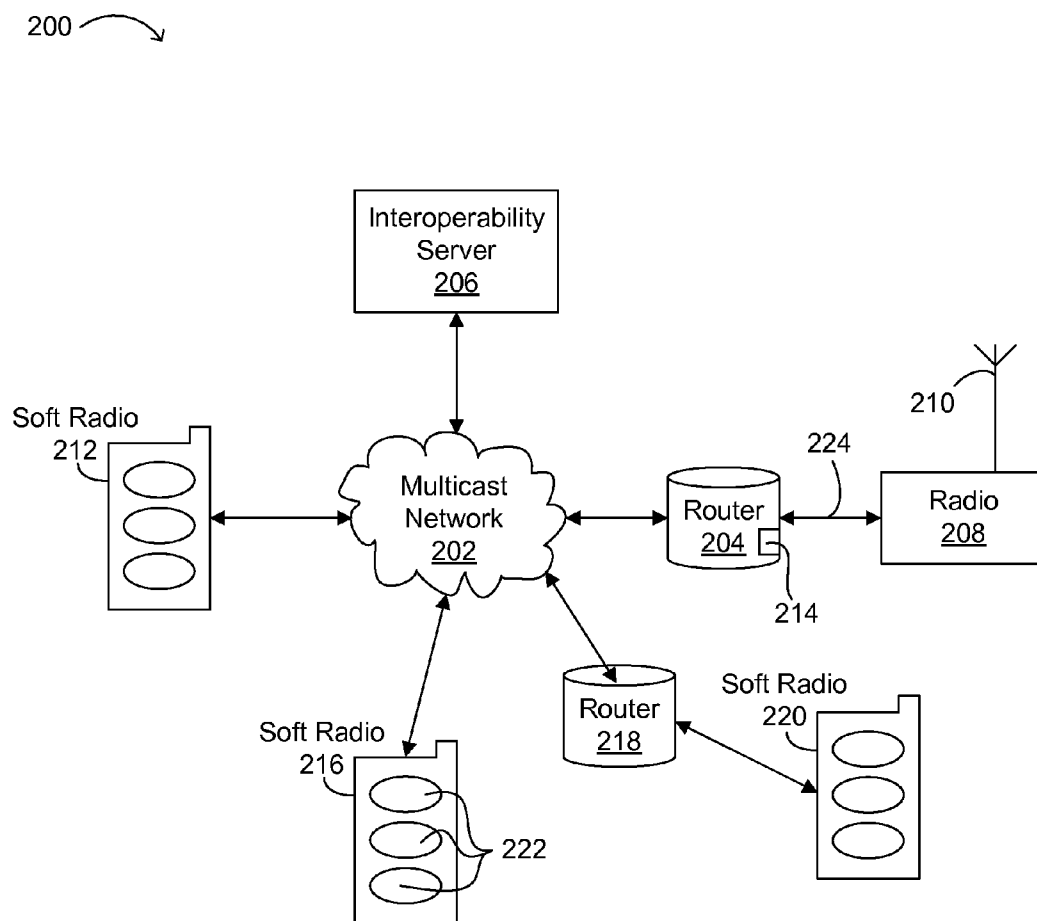 200
Interoperability
Server
206
210
Soft Radio
212
224
Multicast
Network
202
Router
204
Radio
208
214
Soft Radio
220
Router
218
Soft Radio
216
222